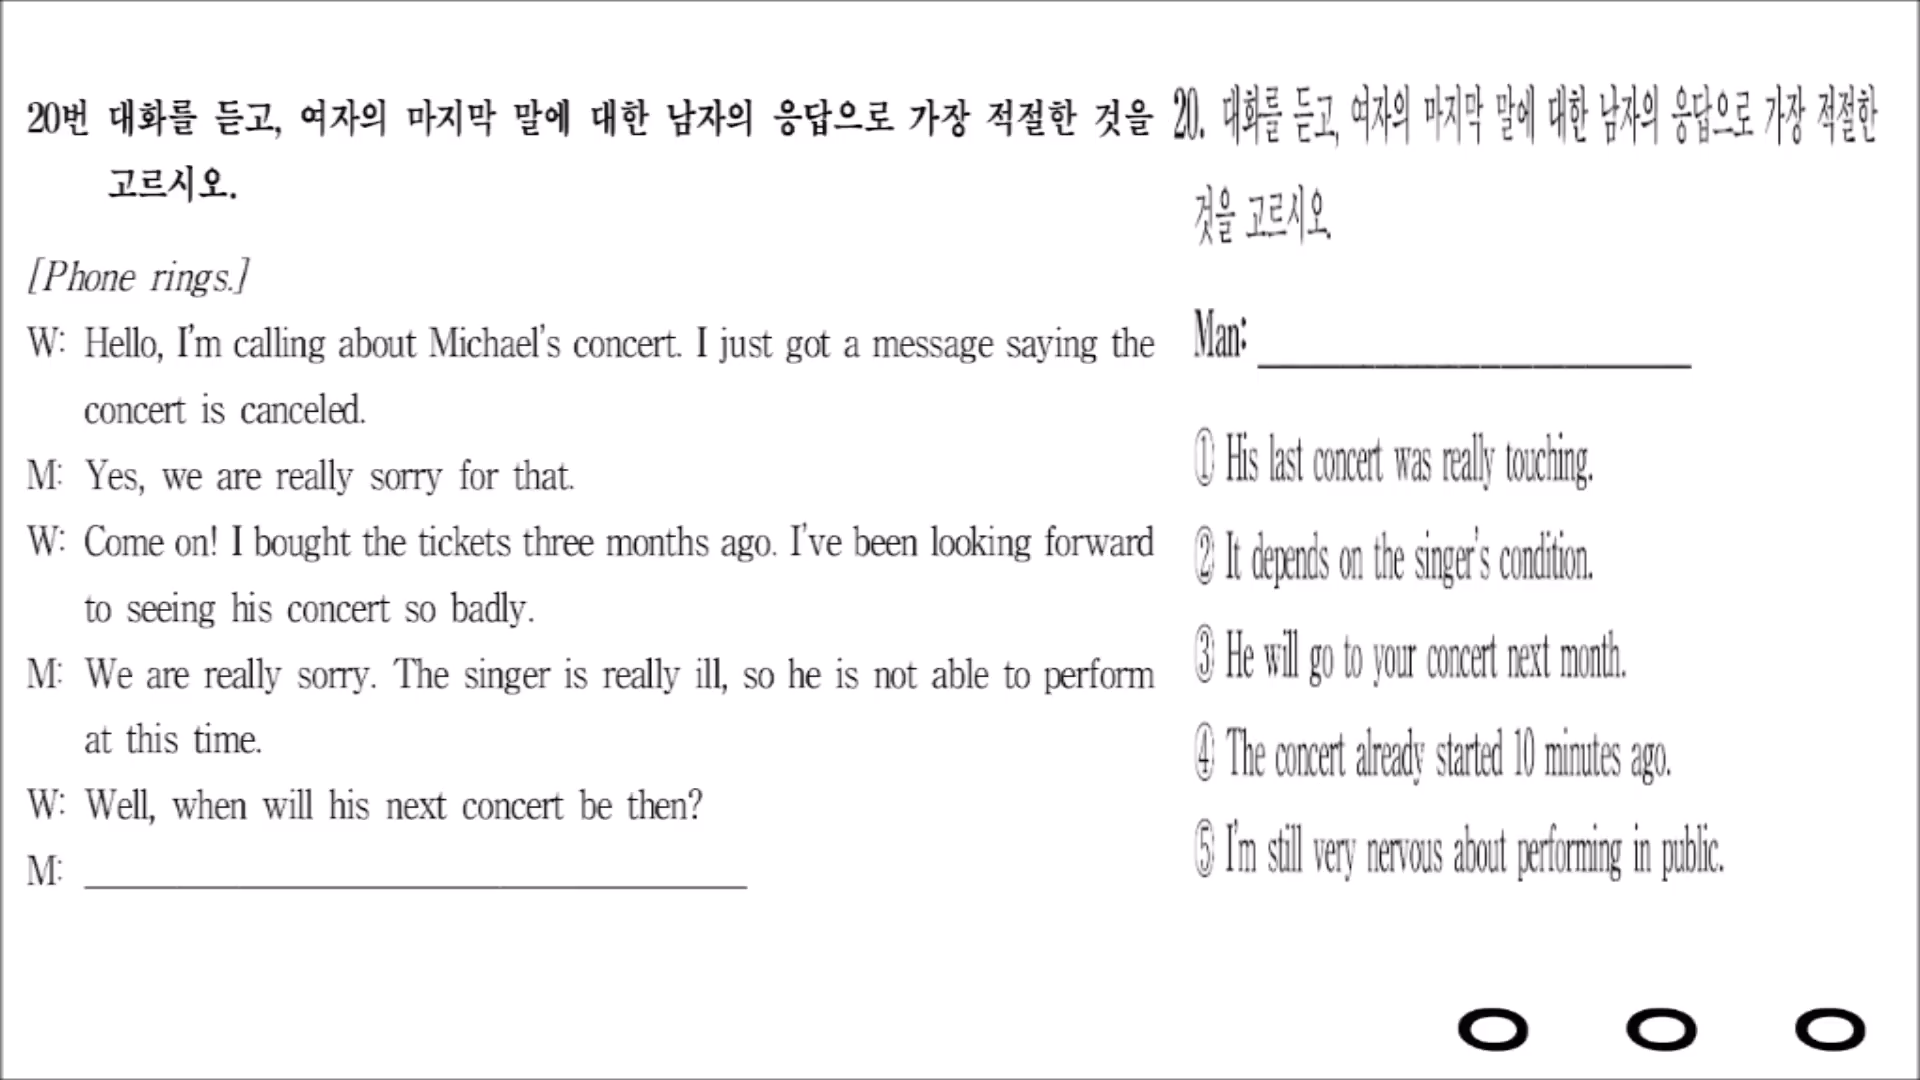 20번 대화를 듣고, 여자의 마지막 말에 대한 남자의 응답으로 가장 적절한 것을
고르시오.
[Phone rings.]
W: Hello, I'm calling about Michael's concert. I just got a message saying the
concert is canceled.
M: Yes, we are really sorry for that.
W: Come on! I bought the tickets three months ago. I've been looking forward
to seeing his concert so badly.
M: We are really sorry. The singer is really ill, so he is not able to perform
at this time.
W: Well, when will his next concert be then?
M: ______________________________
20. 대화를 듣고, 여자의 마지막 말에 대한 남자의 응답으로 가장 적절한
것을 고르시오.
Man: ______________________________
① His last concert was really touching.
② It depends on the singer's condition.
③ He will go to your concert next month.
④ The concert already started 10 minutes ago.
⑤ I'm still very nervous about performing in public.